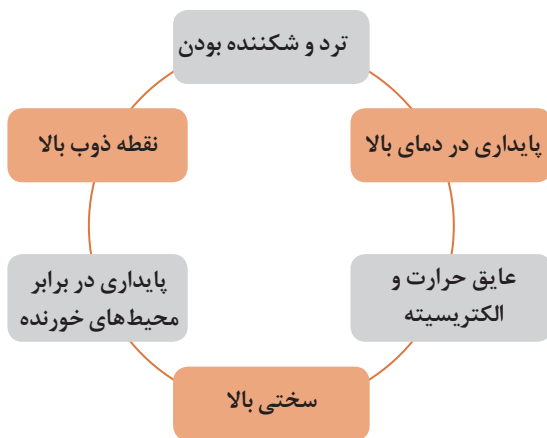 ترد و شکننده بودن
پایداری در دمای بالا
نقطه ذوب بالا
عایق حرارت و
الکتریسیته
پایداری در برابر
محیط‌های خورنده
سختی بالا